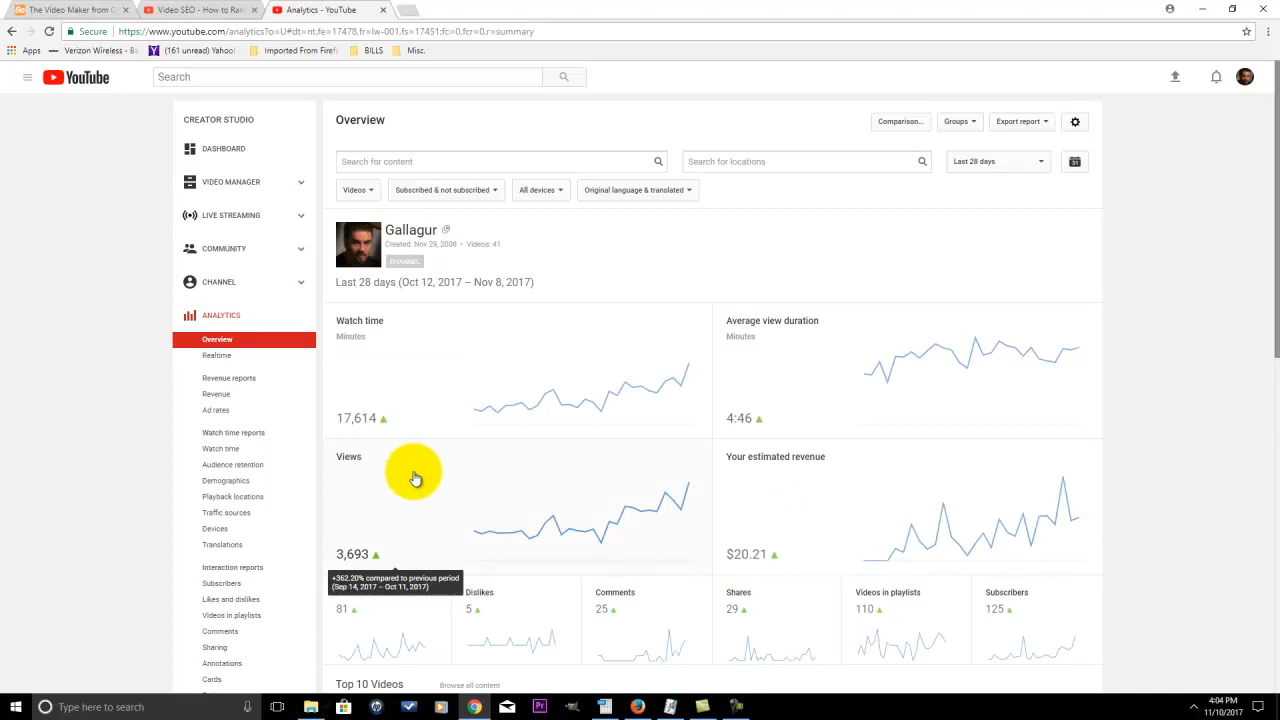 The Video Maker from G
Video SEO - How to Ran
Analytics - YouTube
Secure
https://www.youtube.com/analytics?o=U#dt=nt,fe=17478,fr=lw-001,fs=17451;fc=0,fcr=0,r=summary
Apps
Verizon Wireless - Ba
(161 unread) Yahoo!
Imported From Firef
BILLS
Misc.
YouTube
Search
CREATOR STUDIO
DASHBOARD
VIDEO MANAGER
LIVE STREAMING
COMMUNITY
CHANNEL
ANALYTICS
Overview
Realtime
Revenue reports
Revenue
Ad rates
Watch time reports
Watch time
Audience retention
Demographics
Playback locations
Traffic sources
Devices
Translations
Interaction reports
Subscribers
Likes and dislikes
Videos in playlists
Comments
Sharing
Annotations
Cards
Overview
Comparison...
Groups
Export report
Search for content
Search for locations
Last 28 days
31
Videos
Subscribed & not subscribed
All devices
Original language & translated
Gallagur
Created: Nov 29, 2008 • Videos: 41
CHANNEL
Last 28 days (Oct 12, 2017 – Nov 8, 2017)
Watch time
Minutes
17,614
Average view duration
Minutes
4:46
Views
3,693
+362.20% compared to previous period
(Sep 14, 2017 – Oct 11, 2017)
Your estimated revenue
$20.21
81
Dislikes
5
Comments
25
Shares
29
Videos in playlists
110
Subscribers
125
Top 10 Videos
Browse all content
Type here to search
4:04 PM
11/10/2017